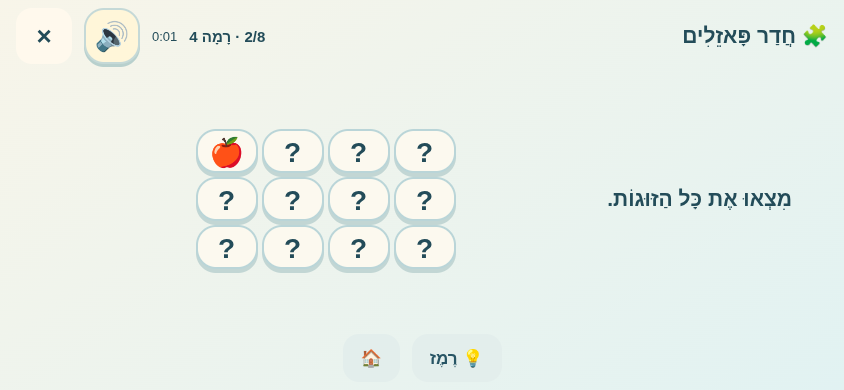 🧩 חֲדַר פָּאזֵלִים
2/8 · רָמָה 4
0:01
✕
מִצְאוּ אֶת כָּל הַזּוּגוֹת.
? ? ?
? ? ? ?
? ? ? ?
💡 רֶמֶז